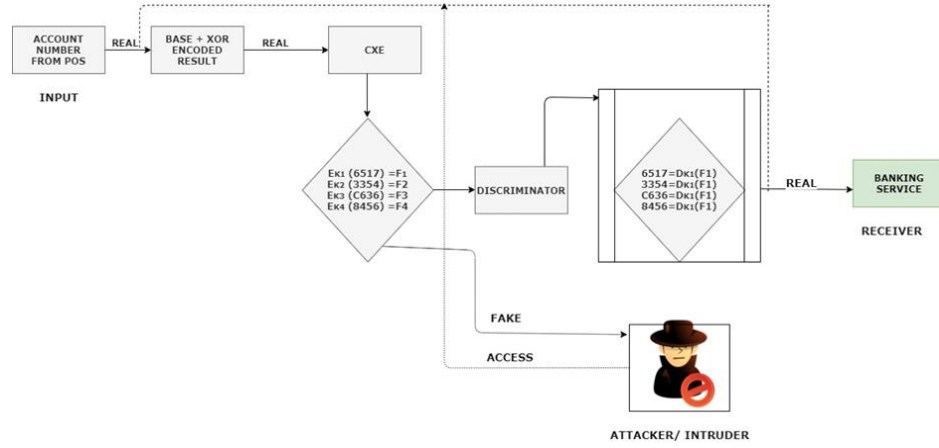 ACCOUNT
NUMBER
FROM POS
REAL
BASE + XOR
ENCODED
RESULT
REAL
CXE
INPUT
EK1 (6517) =F1
EK2 (3354) =F2
EK3 (C636) =F3
EK4 (8456) =F4
DISCRIMINATOR
6517=DK1(F1)
3354=DK1(F1)
C636=DK1(F1)
8456=DK1(F1)
REAL
BANKING
SERVICE
RECEIVER
FAKE
ACCESS
ATTACKER/ INTRUDER